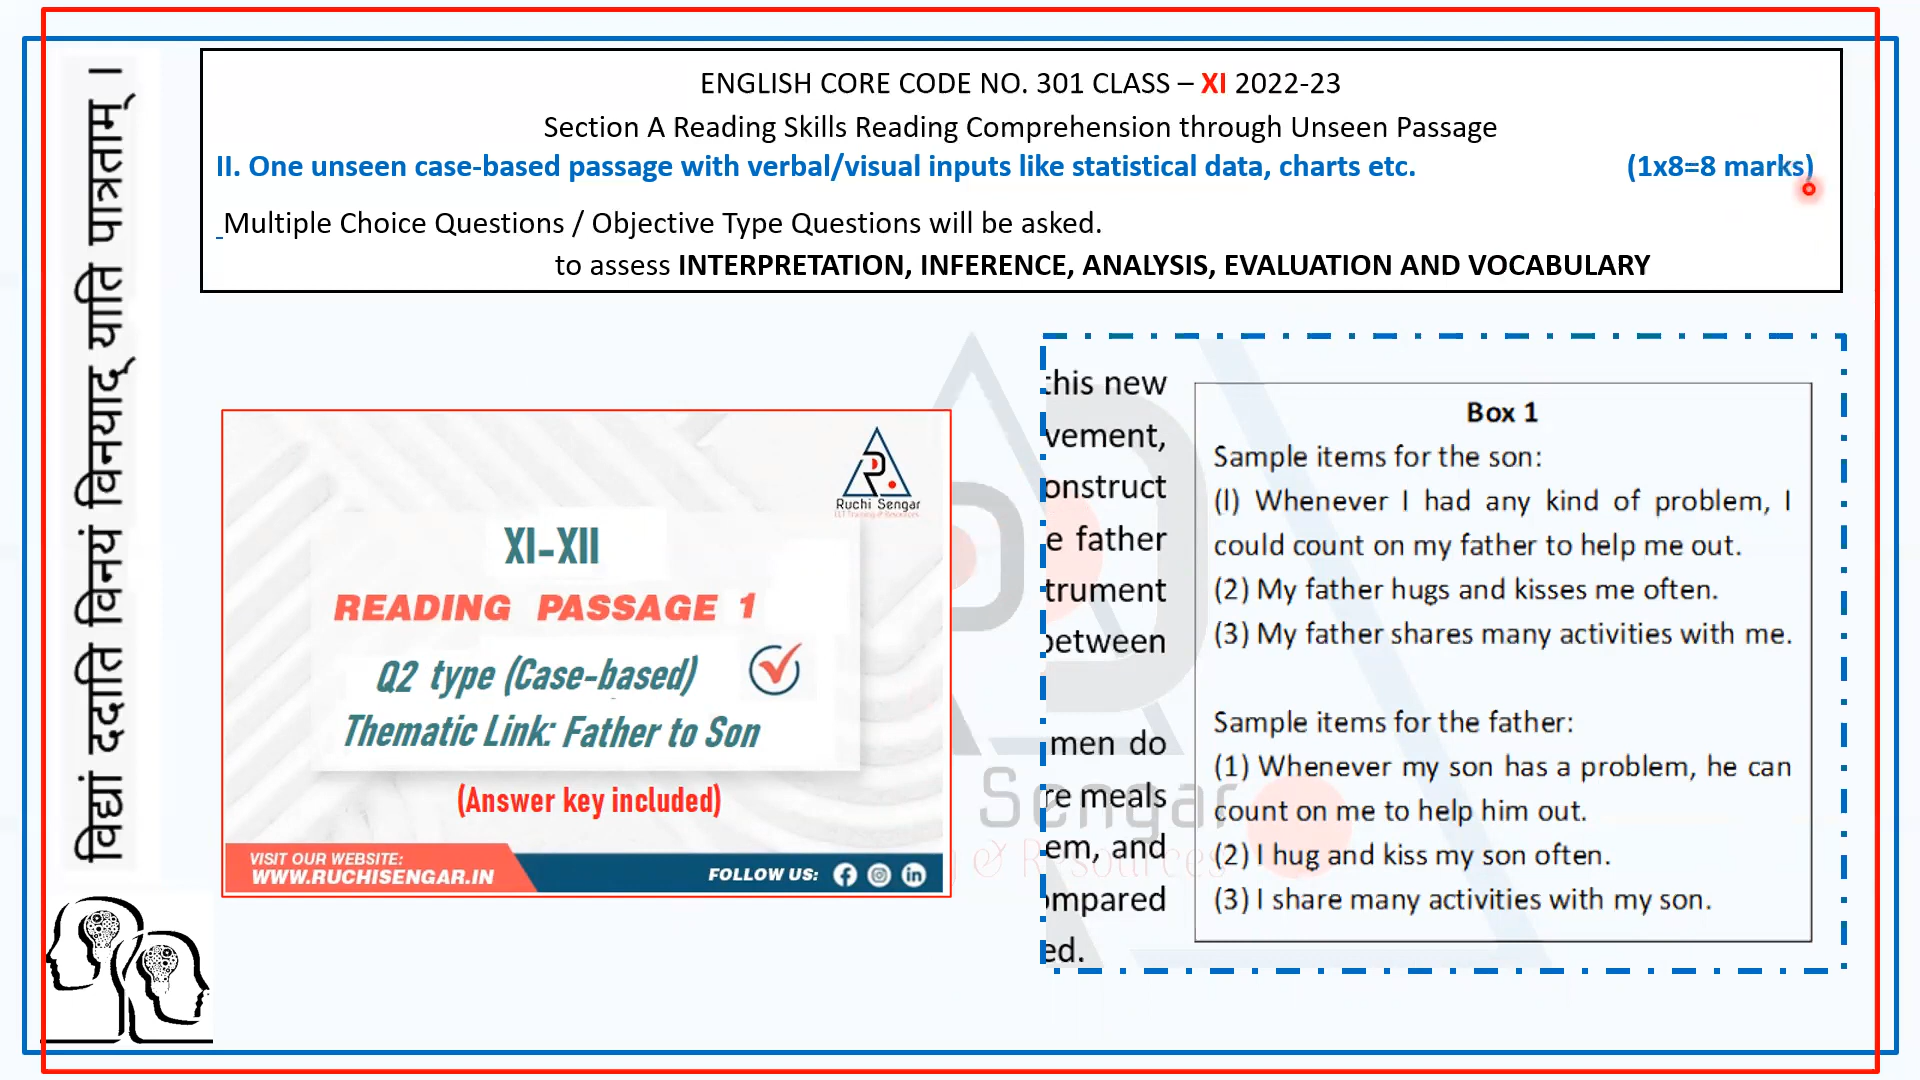 विद्यां ददाति विनयं विनयाद् याति पात्रताम् ।
ENGLISH CORE CODE NO. 301 CLASS – XI 2022-23
Section A Reading Skills Reading Comprehension through Unseen Passage
II. One unseen case-based passage with verbal/visual inputs like statistical data, charts etc. (1x8=8 marks)
Multiple Choice Questions / Objective Type Questions will be asked.
to assess INTERPRETATION, INFERENCE, ANALYSIS, EVALUATION AND VOCABULARY
Ruchi Sengar
XI-XII
READING PASSAGE 1
Q2 type (Case-based)
Thematic Link: Father to Son
(Answer key included)
VISIT OUR WEBSITE:
WWW.RUCHISENGAR.IN
FOLLOW US:
this new
vement,
onstruct
e father
trument
between
men do
re meals
em, and
ompared
ed.
Box 1
Sample items for the son:
(l) Whenever I had any kind of problem, I
could count on my father to help me out.
(2) My father hugs and kisses me often.
(3) My father shares many activities with me.
Sample items for the father:
(1) Whenever my son has a problem, he can
count on me to help him out.
(2) I hug and kiss my son often.
(3) I share many activities with my son.
Sengar
& Resources